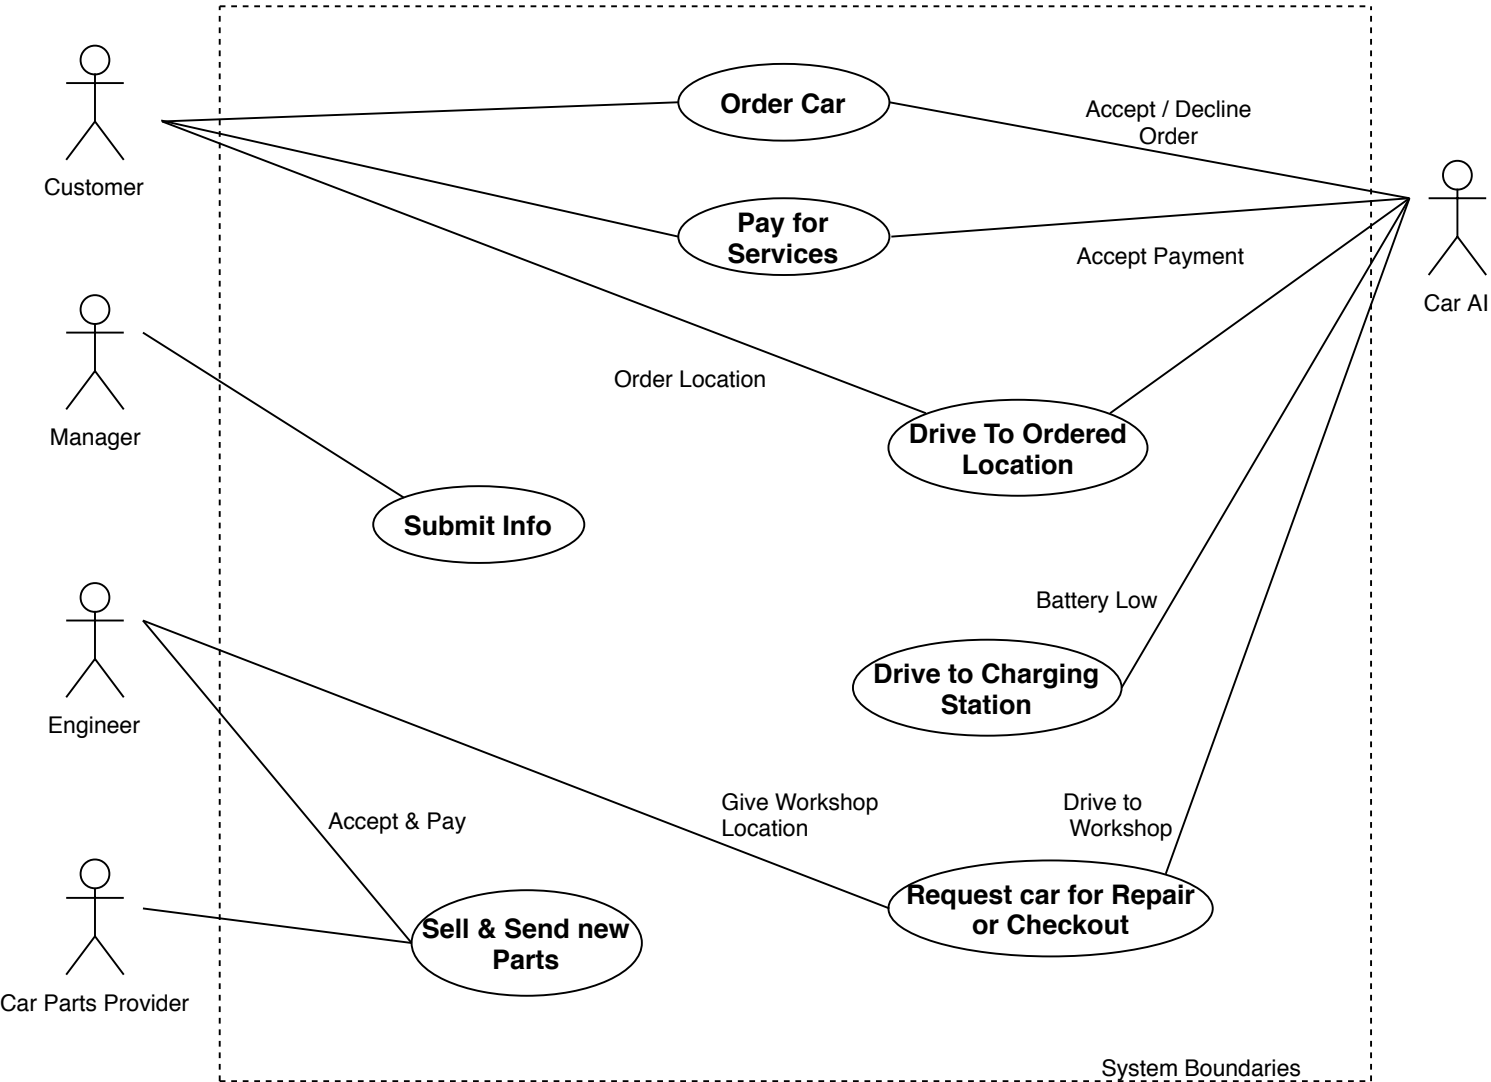 Order Car
Accept / Decline
Order
Customer
Pay for
Services
Accept Payment
Car AI
Order Location
Manager
Drive To Ordered
Location
Submit Info
Battery Low
Drive to Charging
Station
Engineer
Give Workshop
Location
Drive to
Workshop
Accept & Pay
Request car for Repair
or Checkout
Sell & Send new
Parts
Car Parts Provider
System Boundaries